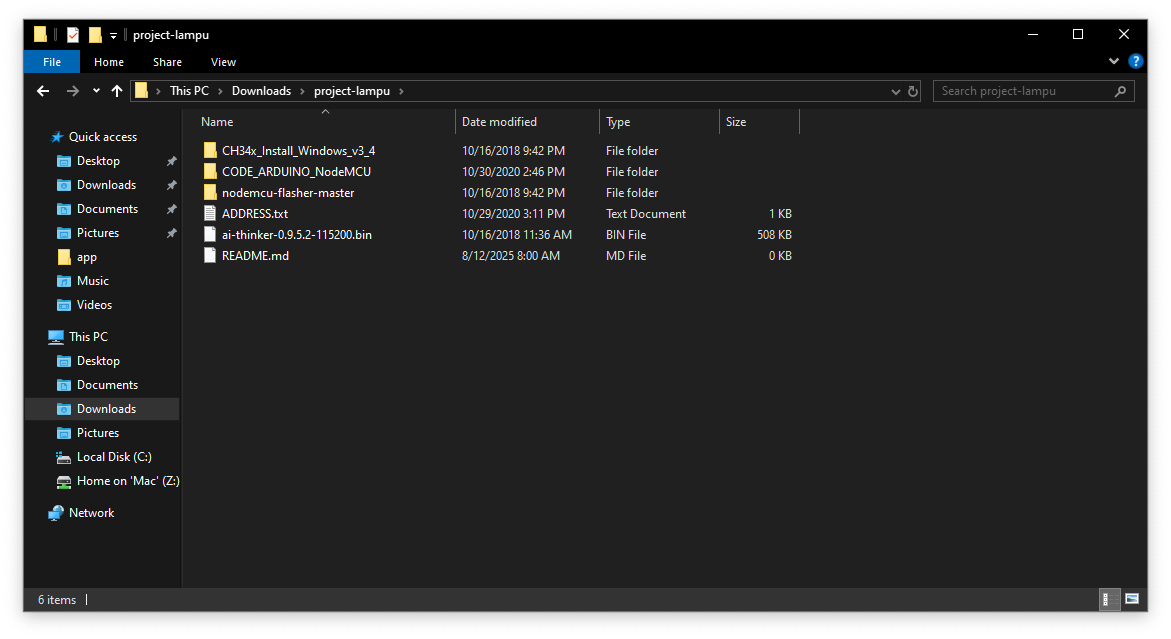 project-lampu
File Home Share View
This PC Downloads project-lampu
Search project-lampu
Name Date modified Type Size
Quick access
Desktop
Downloads
Documents
Pictures
app
Music
Videos
This PC
Desktop
Documents
Downloads
Pictures
Local Disk (C:)
Home on 'Mac' (Z:)
Network
CH34x_Install_Windows_v3_4 10/16/2018 9:42 PM File folder
CODE_ARDUINO_NodeMCU 10/30/2020 2:46 PM File folder
nodemcu-flasher-master 10/16/2018 9:42 PM File folder
ADDRESS.txt 10/29/2020 3:11 PM Text Document 1 KB
ai-thinker-0.9.5.2-115200.bin 10/16/2018 11:36 AM BIN File 508 KB
README.md 8/12/2025 8:00 AM MD File 0 KB
6 items